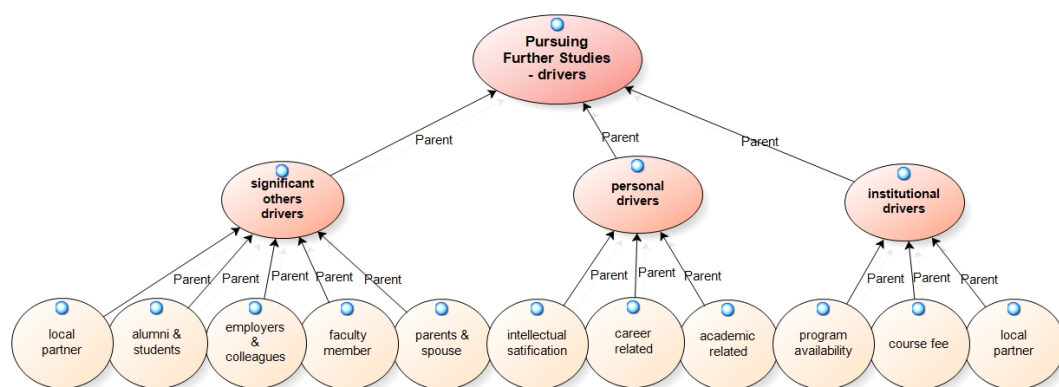 Pursuing
Further Studies
- drivers
Parent
Parent
Parent
significant
others
drivers
personal
drivers
institutional
drivers
Parent
Parent
Parent
Parent
Parent
Parent
Parent
Parent
Parent
Parent
Parent
local
partner
alumni &
students
employers
&
colleagues
faculty
member
parents &
spouse
intellectual
satification
career
related
academic
related
program
availability
course fee
local
partner